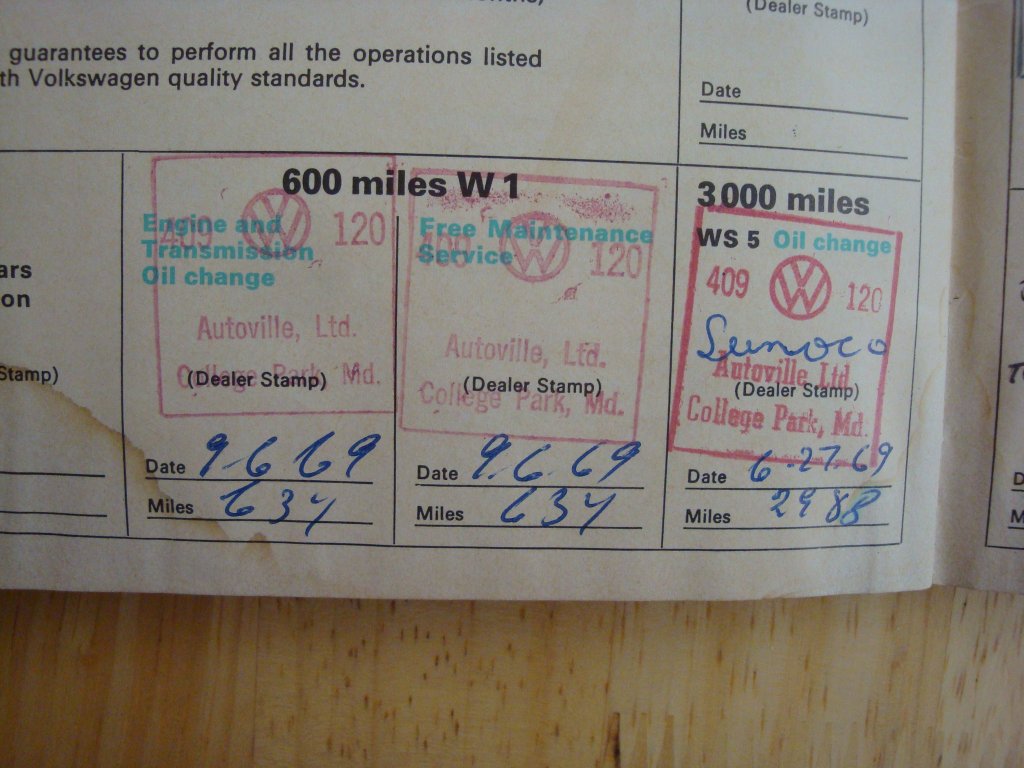 (Dealer Stamp)
guarantees to perform all the operations listed
th Volkswagen quality standards.
Date
Miles
600 miles W 1
Engine and
Transmission
Oil change
120
Autoville, Ltd.
College Park, Md.
(Dealer Stamp)
Date 9.6 69
Miles 634
Free Maintenance
Service
120
Autoville, Ltd.
College Park, Md.
(Dealer Stamp)
Date 9.6.69
Miles 634
3000 miles
WS 5 Oil change
409 120
Sunoco
Autoville Ltd
College Park, Md.
(Dealer Stamp)
Date 6-27-69
Miles 2988
ars
on
Stamp)